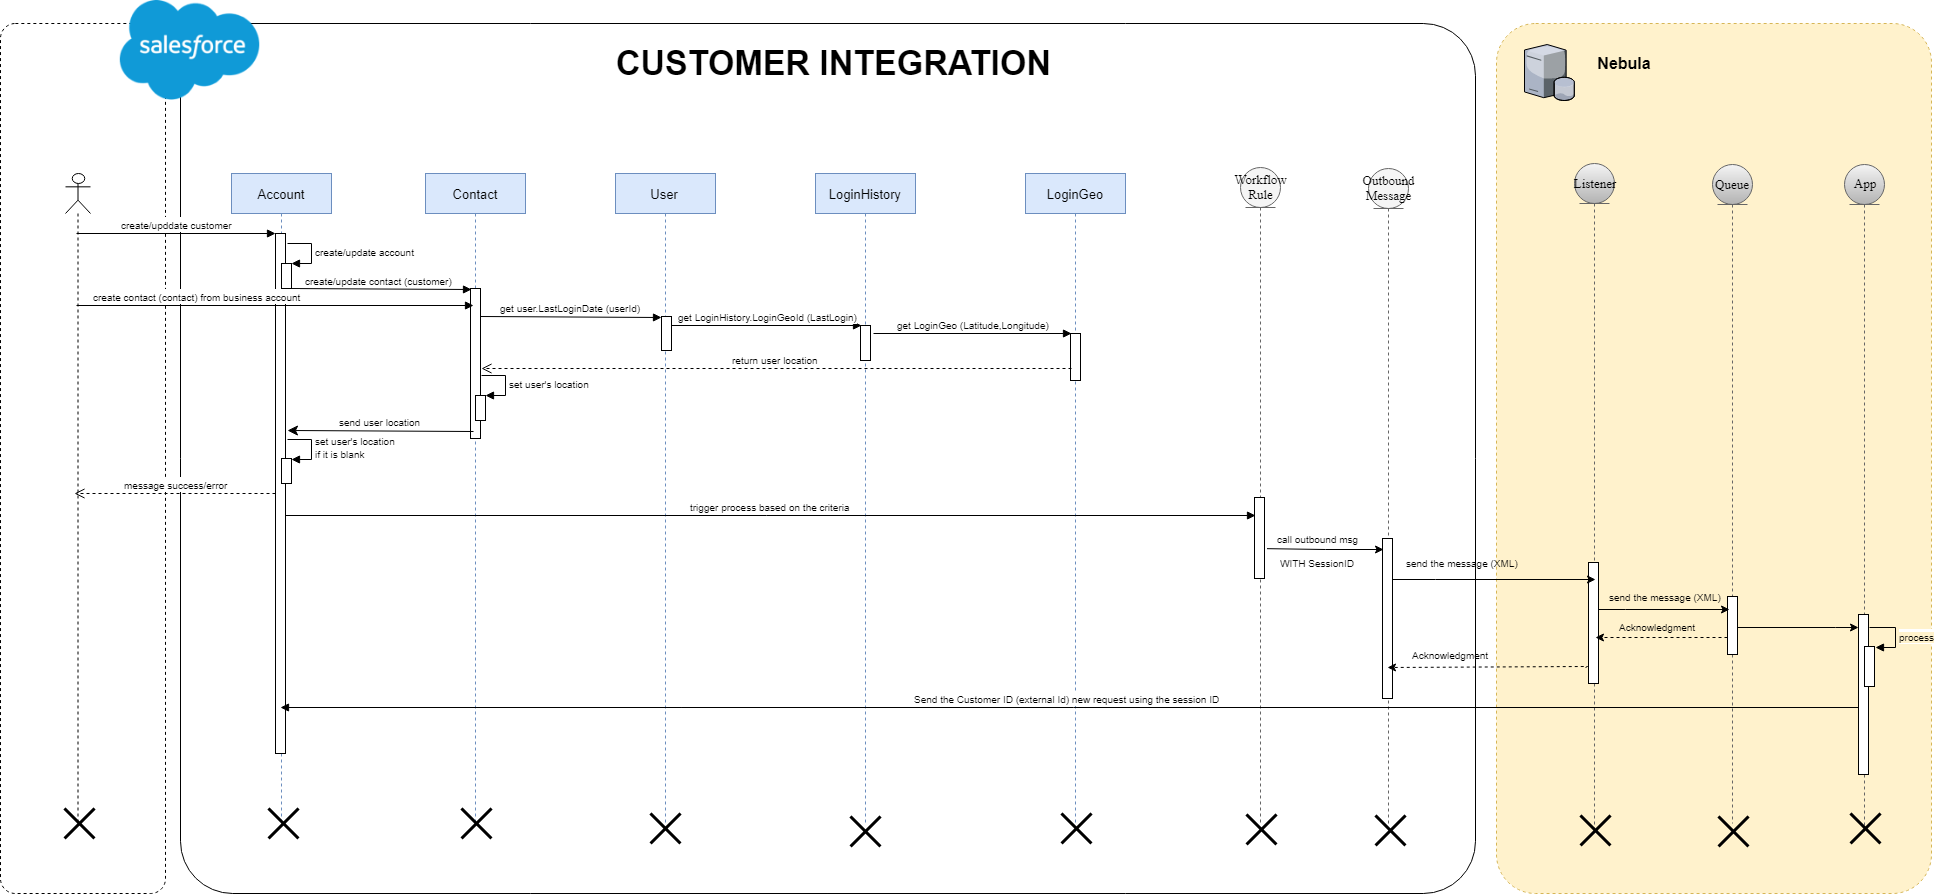 salesforce
CUSTOMER INTEGRATION
Nebula
Account
Contact
User
LoginHistory
LoginGeo
Workflow
Rule
Outbound
Message
Listener
Queue
App
create/upddate customer
create/update account
create/update contact (customer)
create contact (contact) from business account
get user.LastLoginDate (userId)
get LoginHistory.LoginGeoId (LastLogin)
get LoginGeo (Latitude,Longitude)
return user location
set user's location
send user location
set user's location
if it is blank
message success/error
trigger process based on the criteria
call outbound msg
WITH SessionID
send the message (XML)
send the message (XML)
Acknowledgment
process
Acknowledgment
Send the Customer ID (external Id) new request using the session ID